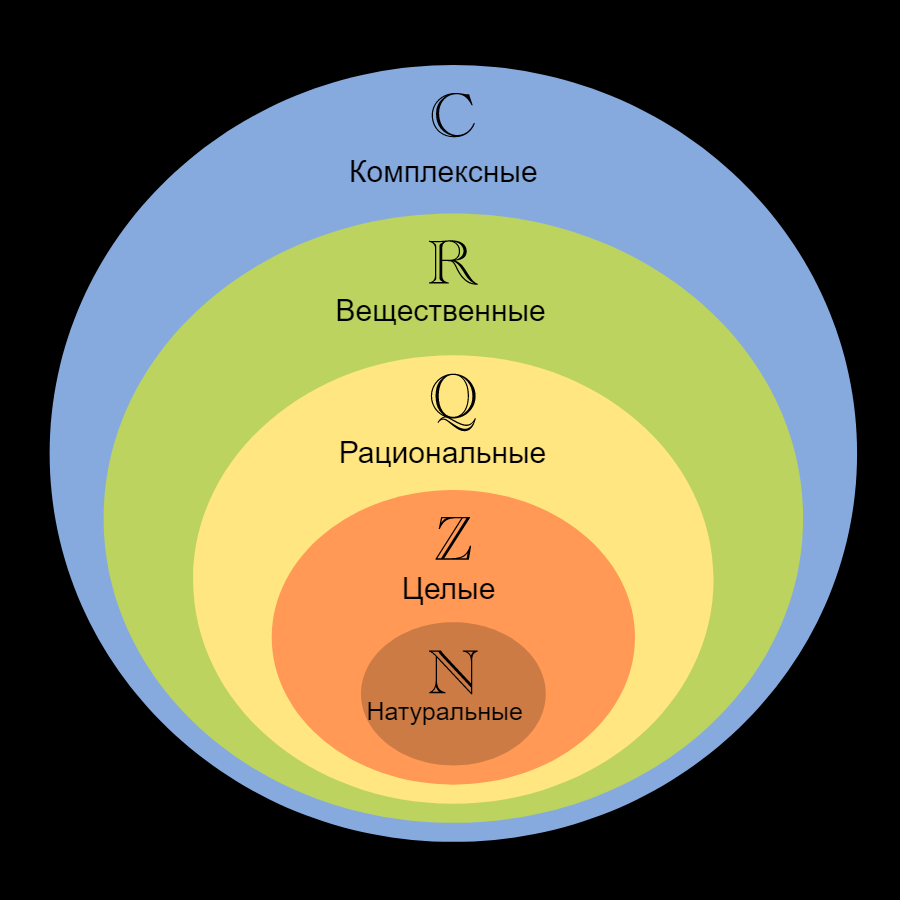 ℂ
Комплексные
ℝ
Вещественные
ℚ
Рациональные
ℤ
Целые
ℕ
Натуральные